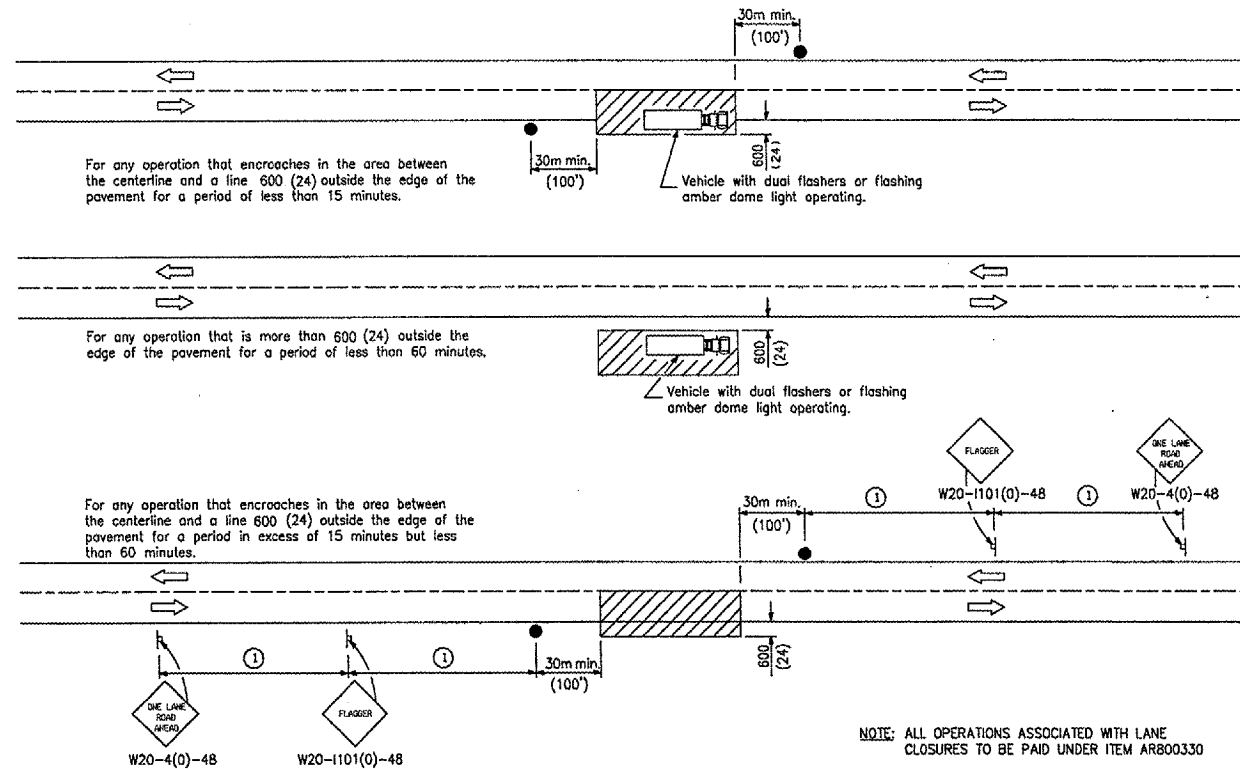 30m min.
(100')
For any operation that encroaches in the area between
the centerline and a line 600 (24) outside the edge of the
pavement for a period of less than 15 minutes.
30m min.
(100')
600
(24)
Vehicle with dual flashers or flashing
amber dome light operating.
For any operation that is more than 600 (24) outside the
edge of the pavement for a period of less than 60 minutes.
600
(24)
Vehicle with dual flashers or flashing
amber dome light operating.
FLAGGER
ONE LANE
ROAD
AHEAD
W20-I101(0)-48
W20-4(0)-48
For any operation that encroaches in the area between
the centerline and a line 600 (24) outside the edge of the
pavement for a period in excess of 15 minutes but less
than 60 minutes.
30m min.
(100')
1
1
1
1
30m min.
(100')
600
(24)
ONE LANE
ROAD
AHEAD
FLAGGER
W20-4(0)-48
W20-I101(0)-48
NOTE: ALL OPERATIONS ASSOCIATED WITH LANE
CLOSURES TO BE PAID UNDER ITEM AR800330